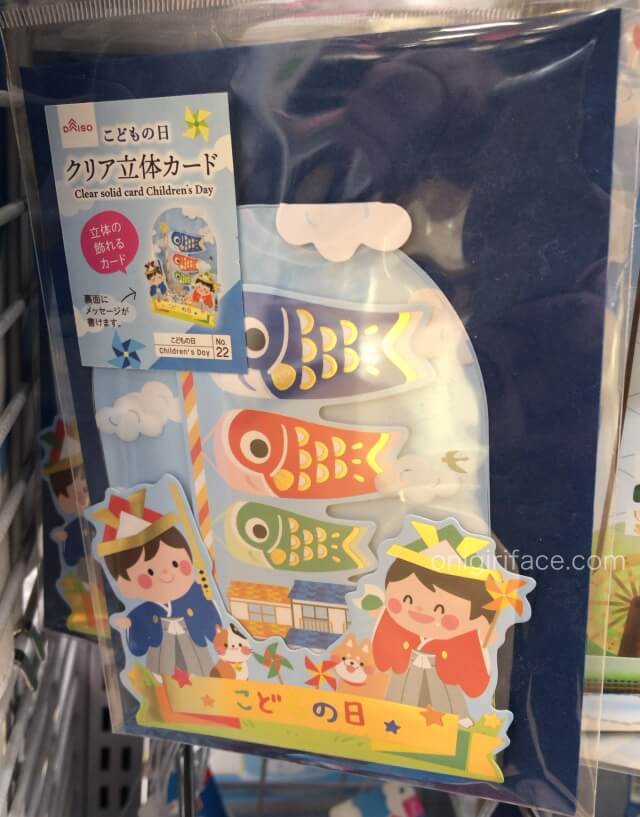 DAISO
こどもの日
クリア立体カード
Clear solid card Children's Day
立体の
飾れる
カード
裏面に
メッセージが
書けます。
こどもの日
Children's Day
No.
22
onigiriface.com
こど の日